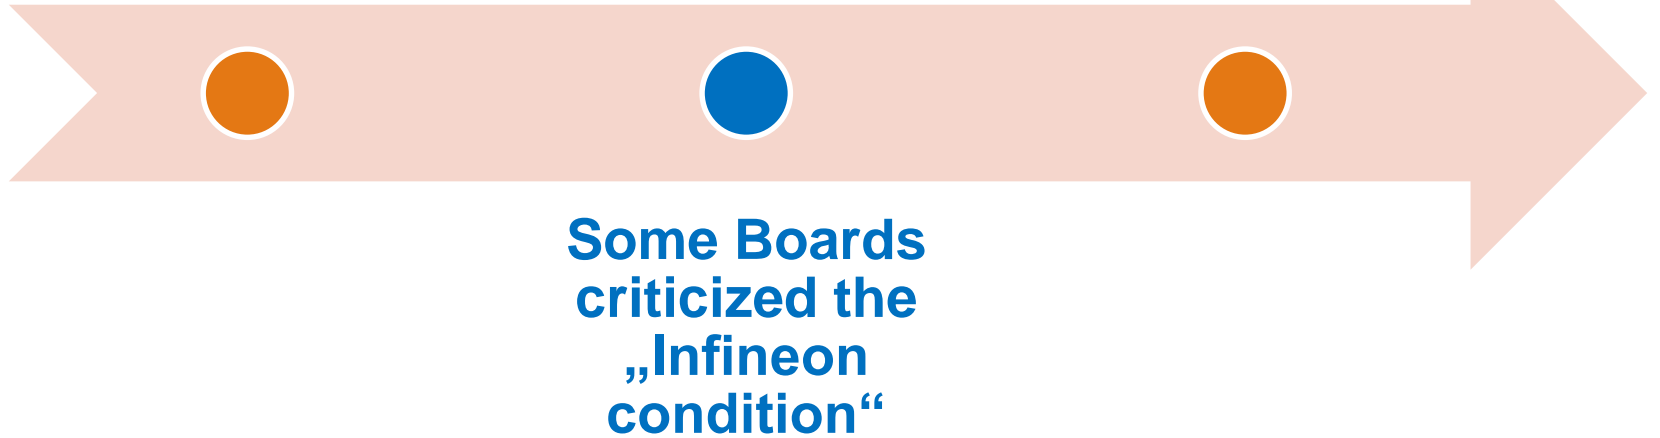 Some Boards
criticized the
„Infineon
condition“